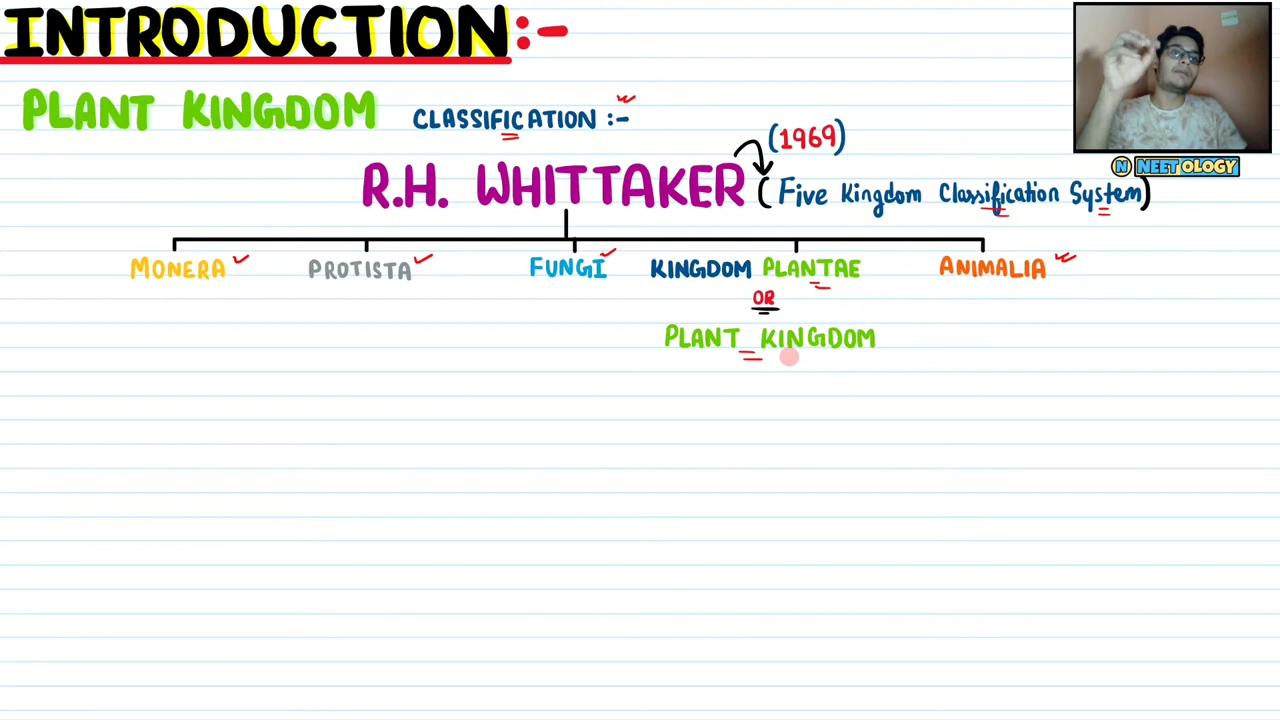 INTRODUCTION:-
PLANT KINGDOM CLASSIFICATION :-
(1969)
R.H. WHITTAKER (Five Kingdom Classification System)
MONERA PROTISTA FUNGI KINGDOM PLANTAE ANIMALIA
OR
PLANT KINGDOM
N NEETOLOGY